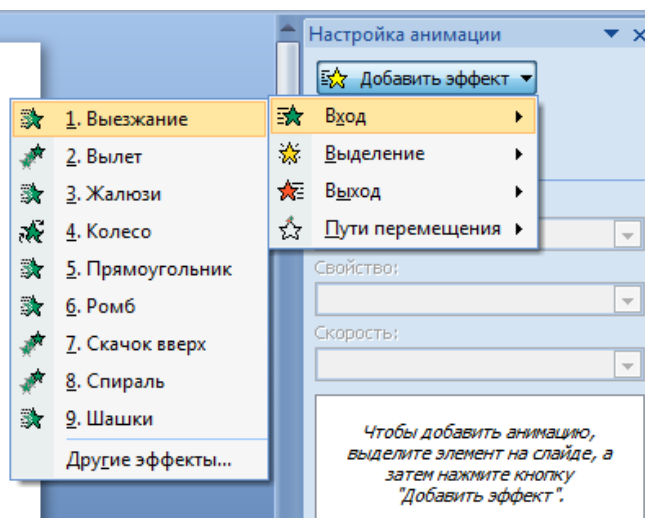 Настройка анимации
Добавить эффект
Вход
Выделение
Выход
Пути перемещения
1. Выезжание
2. Вылет
3. Жалюзи
4. Колесо
5. Прямоугольник
6. Ромб
7. Скачок вверх
8. Спираль
9. Шашки
Другие эффекты...
Свойство:
Скорость:
Чтобы добавить анимацию,
выделите элемент на слайде, а
затем нажмите кнопку
"Добавить эффект".